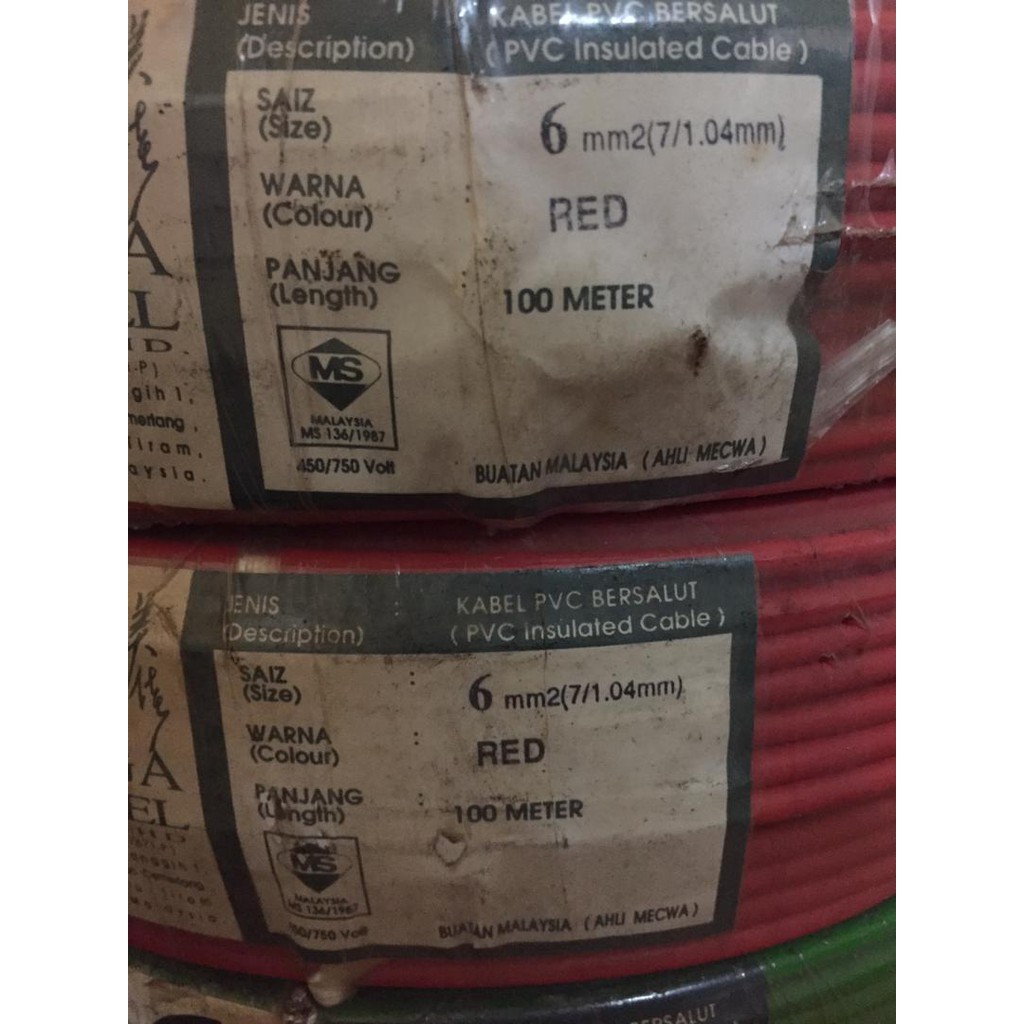 JENIS KABEL PVC BERSALUT
(Description) ( PVC Insulated Cable )
SAIZ
(Size) 6 mm2(7/1.04mm)
WARNA
(Colour) RED
PANJANG
(Length) 100 METER
MS
MALAYSIA
MS 136/1987
450/750 Volt BUATAN MALAYSIA ( AHLI MECWA )
JENIS : KABEL PVC BERSALUT
(Description) ( PVC Insulated Cable )
SAIZ :
(Size) 6 mm2(7/1.04mm)
WARNA :
(Colour) RED
PANJANG :
(Length) 100 METER
MS
MALAYSIA
MS 136/1987
450/750 Volt BUATAN MALAYSIA ( AHLI MECWA )
BERSALUT